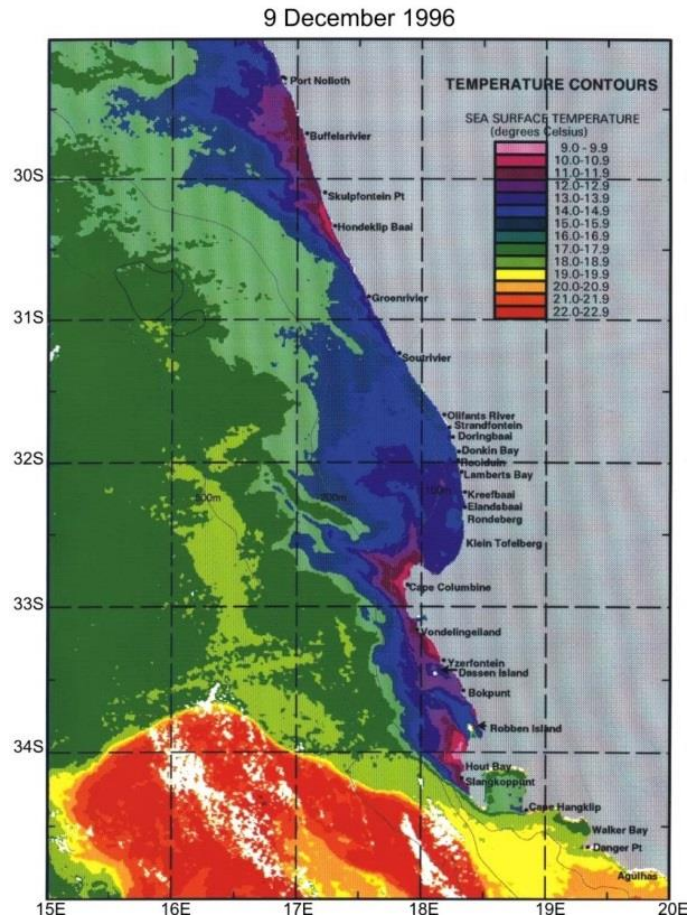 9 December 1996
Port Nolloth
TEMPERATURE CONTOURS
SEA SURFACE TEMPERATURE
(degrees Celsius)
9.0 - 9.9
10.0-10.9
11.0-11.9
12.0-12.9
13.0-13.9
14.0-14.9
15.0-15.9
16.0-16.9
17.0-17.9
18.0-18.9
19.0-19.9
20.0-20.9
21.0-21.9
22.0-22.9
Buffelsrivier
30S
Skulpfontein Pt
Hondeklip Baai
Groenrivier
31S
Soutrivier
Olifants River
Strandfontein
Doringbaai
Donkin Bay
32S
Rooiduin
Lamberts Bay
500m
200m
100m
Kreefbaai
Elandsbaai
Rondeberg
Klein Tofelberg
Cape Columbine
33S
Vondelingeiland
Yzerfontein
Dassen Island
Bokpunt
Robben Island
34S
Hout Bay
Slangkoppunt
Cape Hangklip
Walker Bay
Danger Pt
Agulhas
15E 16E 17E 18E 19E 20E